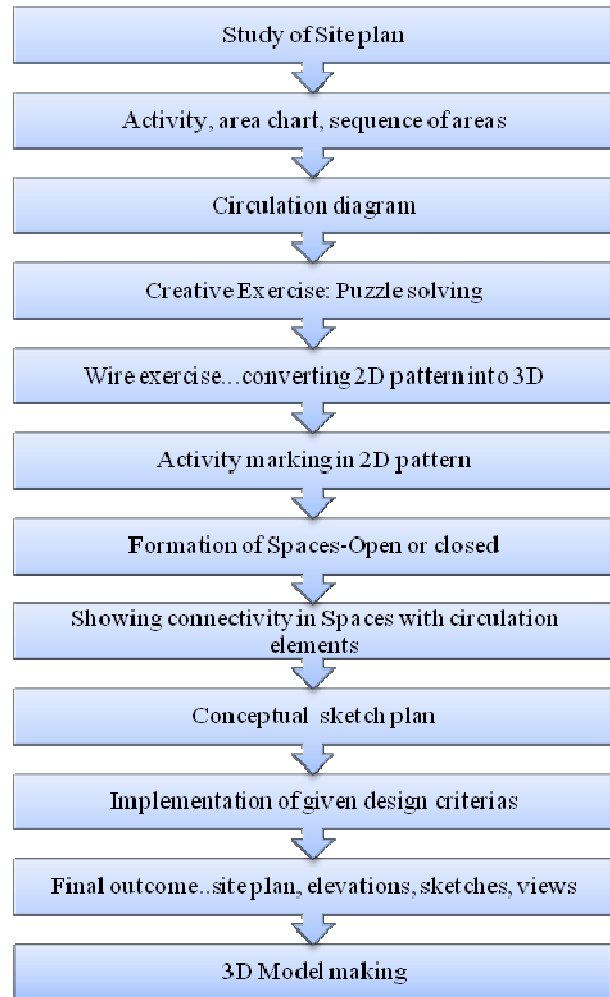 Study of Site plan
Activity, area chart, sequence of areas
Circulation diagram
Creative Exercise: Puzzle solving
Wire exercise...converting 2D pattern into 3D
Activity marking in 2D pattern
Formation of Spaces-Open or closed
Showing connectivity in Spaces with circulation
elements
Conceptual sketch plan
Implementation of given design criterias
Final outcome..site plan, elevations, sketches, views
3D Model making